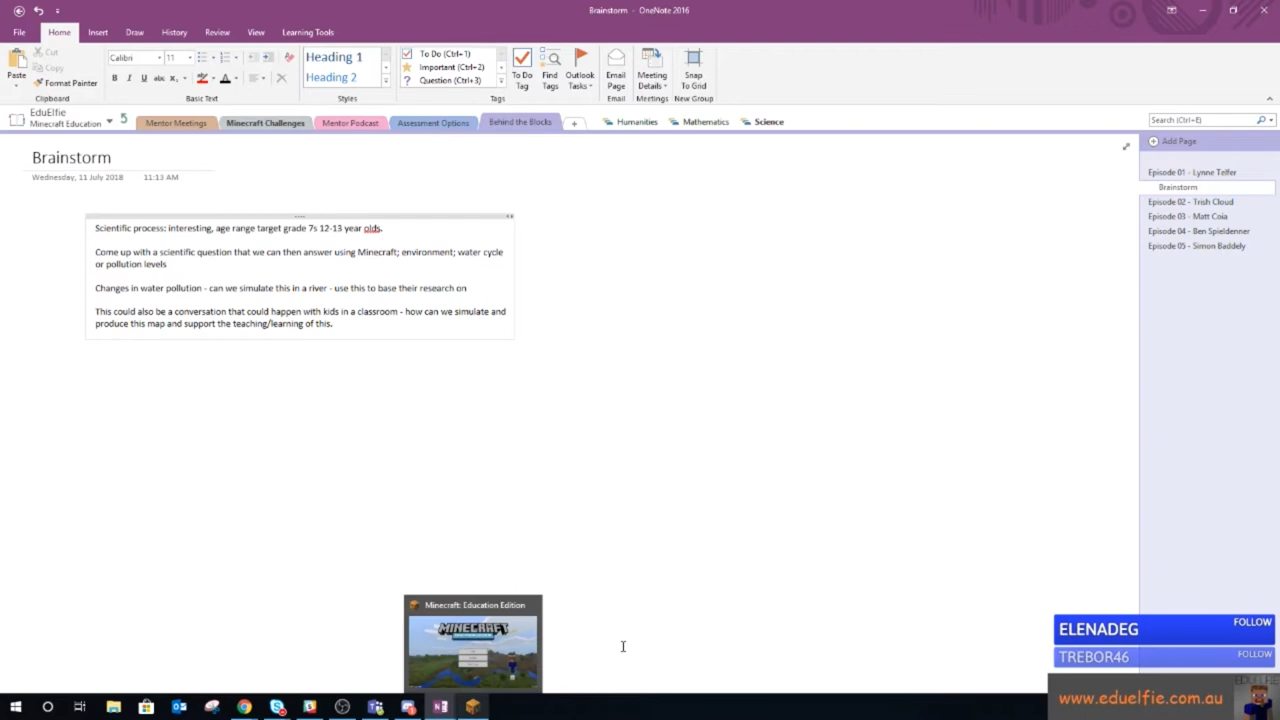 Brainstorm - OneNote 2016
File Home Insert Draw History Review View Learning Tools
Paste
Cut
Copy
Format Painter
Clipboard
Calibri 11
Basic Text
Heading 1
Heading 2
Styles
To Do (Ctrl+1)
Important (Ctrl+2)
Question (Ctrl+3)
Tags
To Do
Tag
Find
Tags
Outlook
Tasks
Email
Page
Email
Meeting
Details
Meetings
Snap
To Grid
New Group
EduElfie
Minecraft Education
5
Mentor Meetings Minecraft Challenges Mentor Podcast Assessment Options Behind the Blocks + Humanities Mathematics Science
Search (Ctrl+E)
Brainstorm
Wednesday, 11 July 2018 11:13 AM
Scientific process: interesting, age range target grade 7s 12-13 year olds.
Come up with a scientific question that we can then answer using Minecraft; environment; water cycle
or pollution levels
Changes in water pollution - can we simulate this in a river - use this to base their research on
This could also be a conversation that could happen with kids in a classroom - how can we simulate and
produce this map and support the teaching/learning of this.
Add Page
Episode 01 - Lynne Telfer
Brainstorm
Episode 02 - Trish Cloud
Episode 03 - Matt Coia
Episode 04 - Ben Spieldenner
Episode 05 - Simon Baddely
Minecraft: Education Edition
MINECRAFT
ELENADEG FOLLOW
TREBOR46 FOLLOW
www.eduelfie.com.au
EDUELFIE